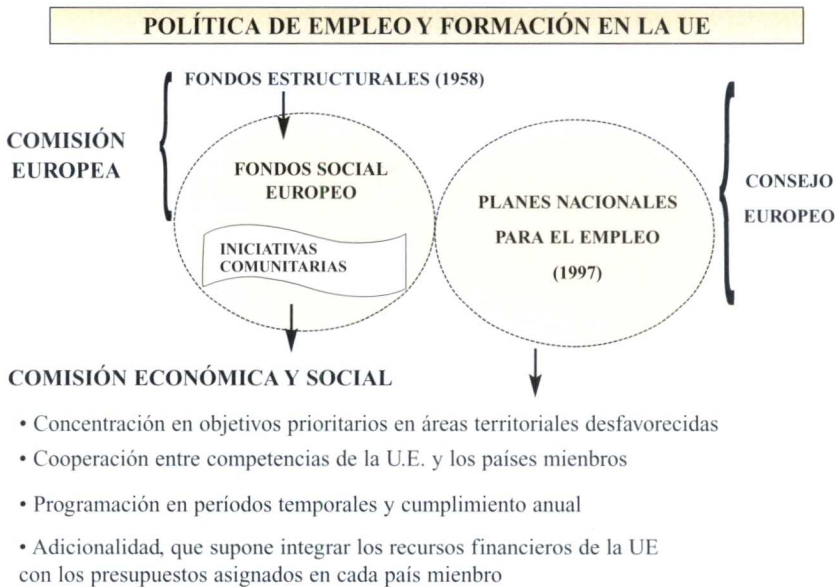 POLÍTICA DE EMPLEO Y FORMACIÓN EN LA UE
FONDOS ESTRUCTURALES (1958)
COMISIÓN
EUROPEA
FONDOS SOCIAL
EUROPEO
INICIATIVAS
COMUNITARIAS
PLANES NACIONALES
PARA EL EMPLEO
(1997)
CONSEJO
EUROPEO
COMISIÓN ECONÓMICA Y SOCIAL
• Concentración en objetivos prioritarios en áreas territoriales desfavorecidas
• Cooperación entre competencias de la U.E. y los países mienbros
• Programación en períodos temporales y cumplimiento anual
• Adicionalidad, que supone integrar los recursos financieros de la UE
con los presupuestos asignados en cada país mienbro